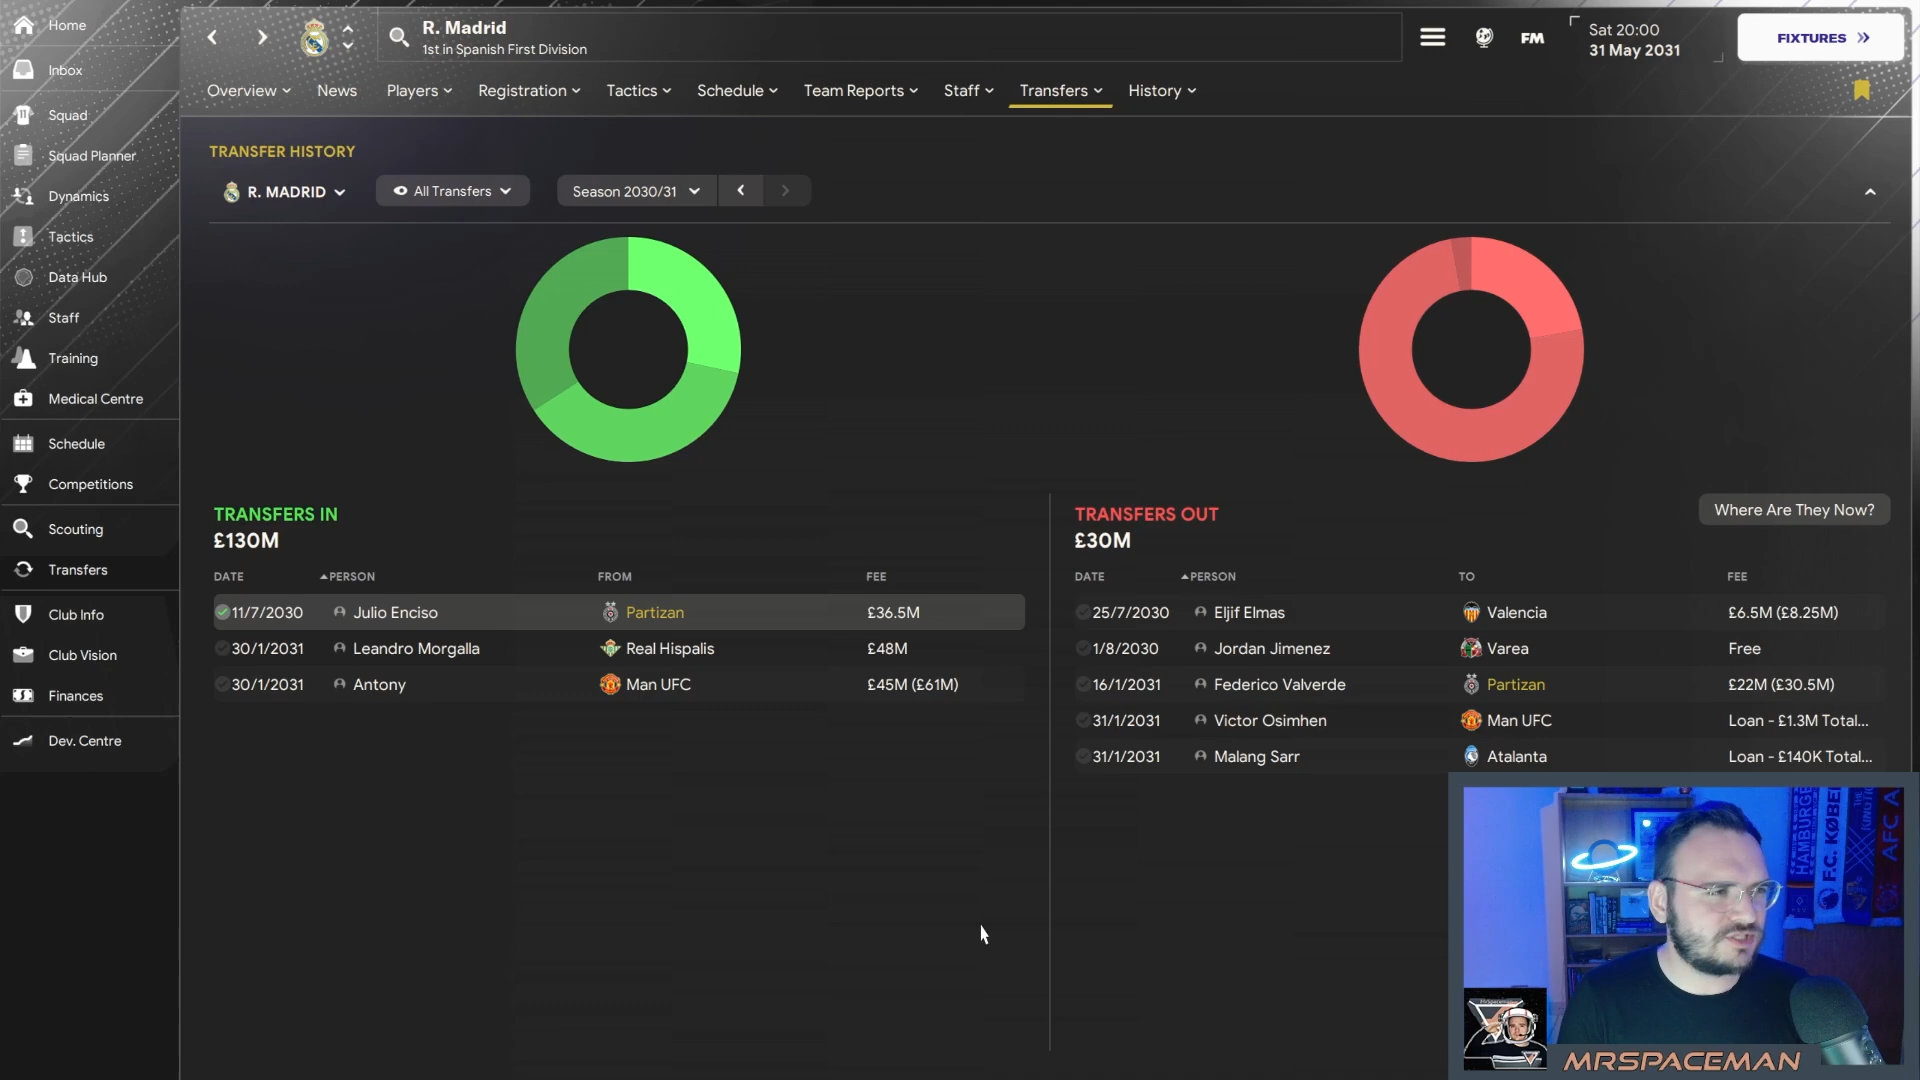 Home
Inbox
Squad
Squad Planner
Dynamics
Tactics
Data Hub
Staff
Training
Medical Centre
Schedule
Competitions
Scouting
Transfers
Club Info
Club Vision
Finances
Dev. Centre
R. Madrid
1st in Spanish First Division
FM
Sat 20:00
31 May 2031
FIXTURES
Overview News Players Registration Tactics Schedule Team Reports Staff Transfers History
TRANSFER HISTORY
R. MADRID All Transfers Season 2030/31
TRANSFERS IN
£130M
DATE PERSON FROM FEE
11/7/2030 Julio Enciso Partizan £36.5M
30/1/2031 Leandro Morgalla Real Hispalis £48M
30/1/2031 Antony Man UFC £45M (£61M)
TRANSFERS OUT
£30M
Where Are They Now?
DATE PERSON TO FEE
25/7/2030 Eljif Elmas Valencia £6.5M (£8.25M)
1/8/2030 Jordan Jimenez Varea Free
16/1/2031 Federico Valverde Partizan £22M (£30.5M)
31/1/2031 Victor Osimhen Man UFC Loan - £1.3M Total...
31/1/2031 Malang Sarr Atalanta Loan - £140K Total...
HAMBURG
F.C. KØBE
AFC A
MRSPACEMAN